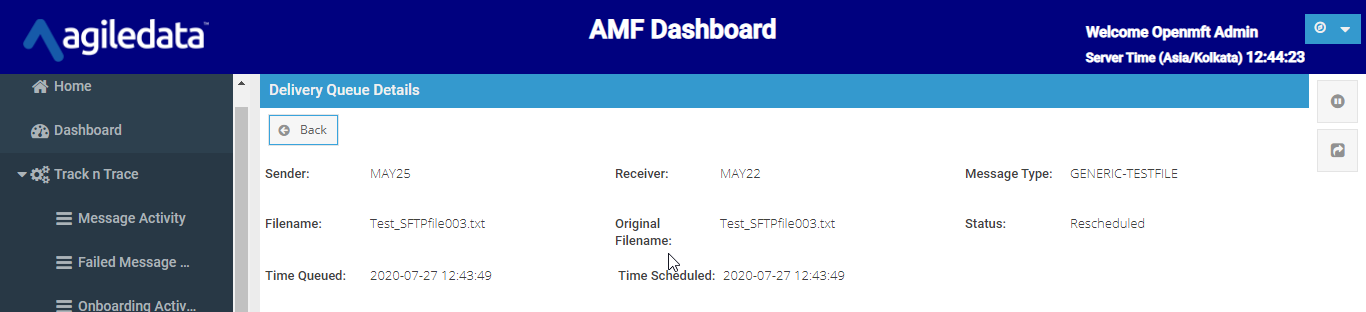 agiledata™
AMF Dashboard
Welcome Openmft Admin
Server Time (Asia/Kolkata) 12:44:23
Home
Dashboard
Track n Trace
Message Activity
Failed Message ...
Onboarding Activ...
Delivery Queue Details
Back
Sender: MAY25 Receiver: MAY22 Message Type: GENERIC-TESTFILE
Filename: Test_SFTPfile003.txt Original Filename: Test_SFTPfile003.txt Status: Rescheduled
Time Queued: 2020-07-27 12:43:49 Time Scheduled: 2020-07-27 12:43:49